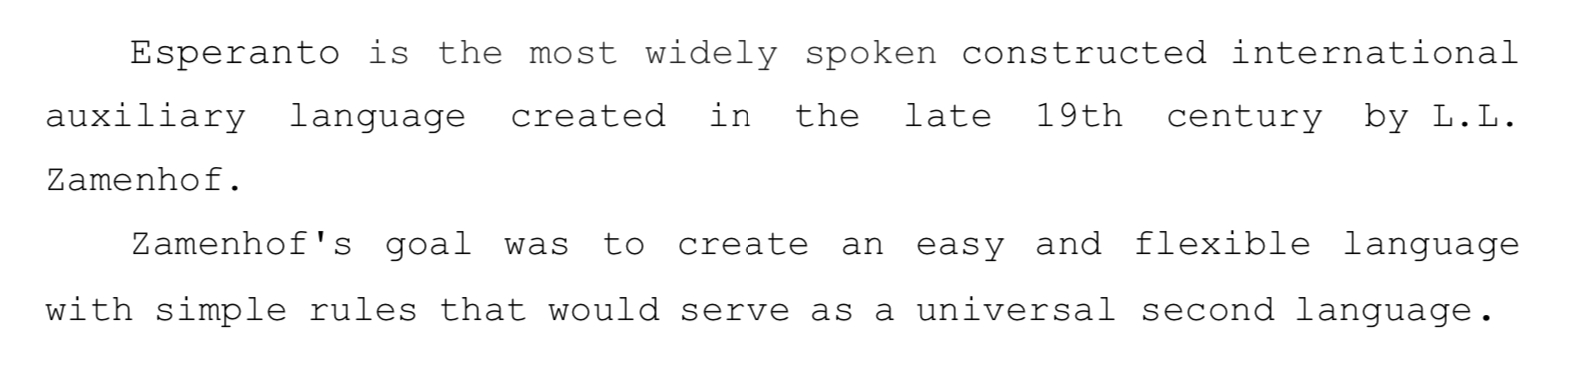 Esperanto is the most widely spoken constructed international
auxiliary language created in the late 19th century by L.L.
Zamenhof.
Zamenhof's goal was to create an easy and flexible language
with simple rules that would serve as a universal second language.